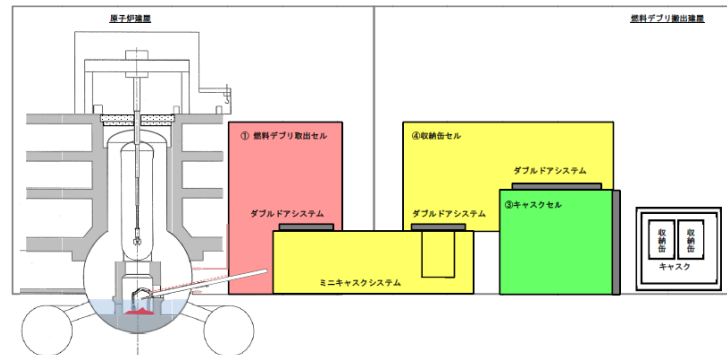 原子炉建屋
燃料デブリ搬出建屋
① 燃料デブリ取出セル
④収納缶セル
ダブルドアシステム
③キャスクセル
ダブルドアシステム
ダブルドアシステム
収納缶
収納缶
キャスク
ミニキャスクシステム